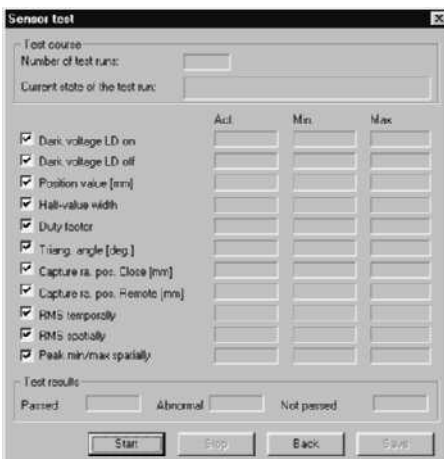 Sensor test
Test course
Number of test runs:
Current state of the test run:
Act. Min. Max
Dark voltage LD on
Dark voltage LD off
Position value [mm]
Half-value width
Duty factor
Triang. angle [deg.]
Capture ra. pos. Close [mm]
Capture ra. pos. Remote [mm]
RMS temporally
RMS spatially
Peak min/max spatially
Test results
Passed Abnormal Not passed
Start Stop Back Save